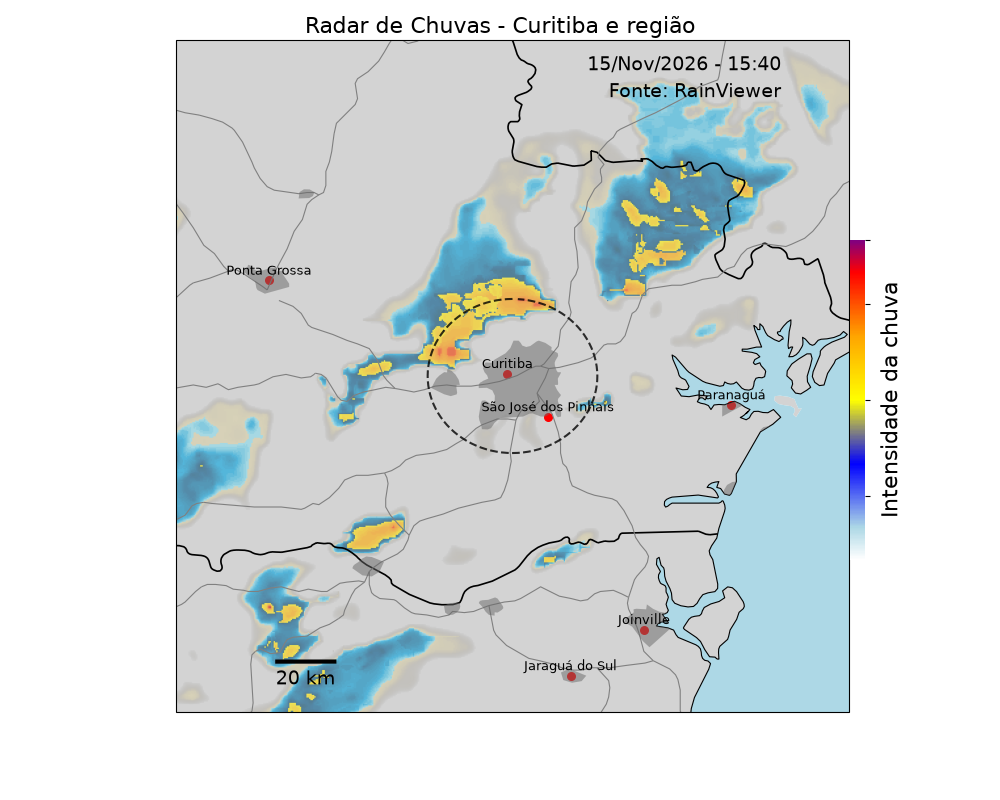 Radar de Chuvas - Curitiba e região
15/Nov/2026 - 15:40
Fonte: RainViewer
Ponta Grossa
Curitiba
São José dos Pinhais
Paranaguá
Joinville
Jaraguá do Sul
20 km
Intensidade da chuva